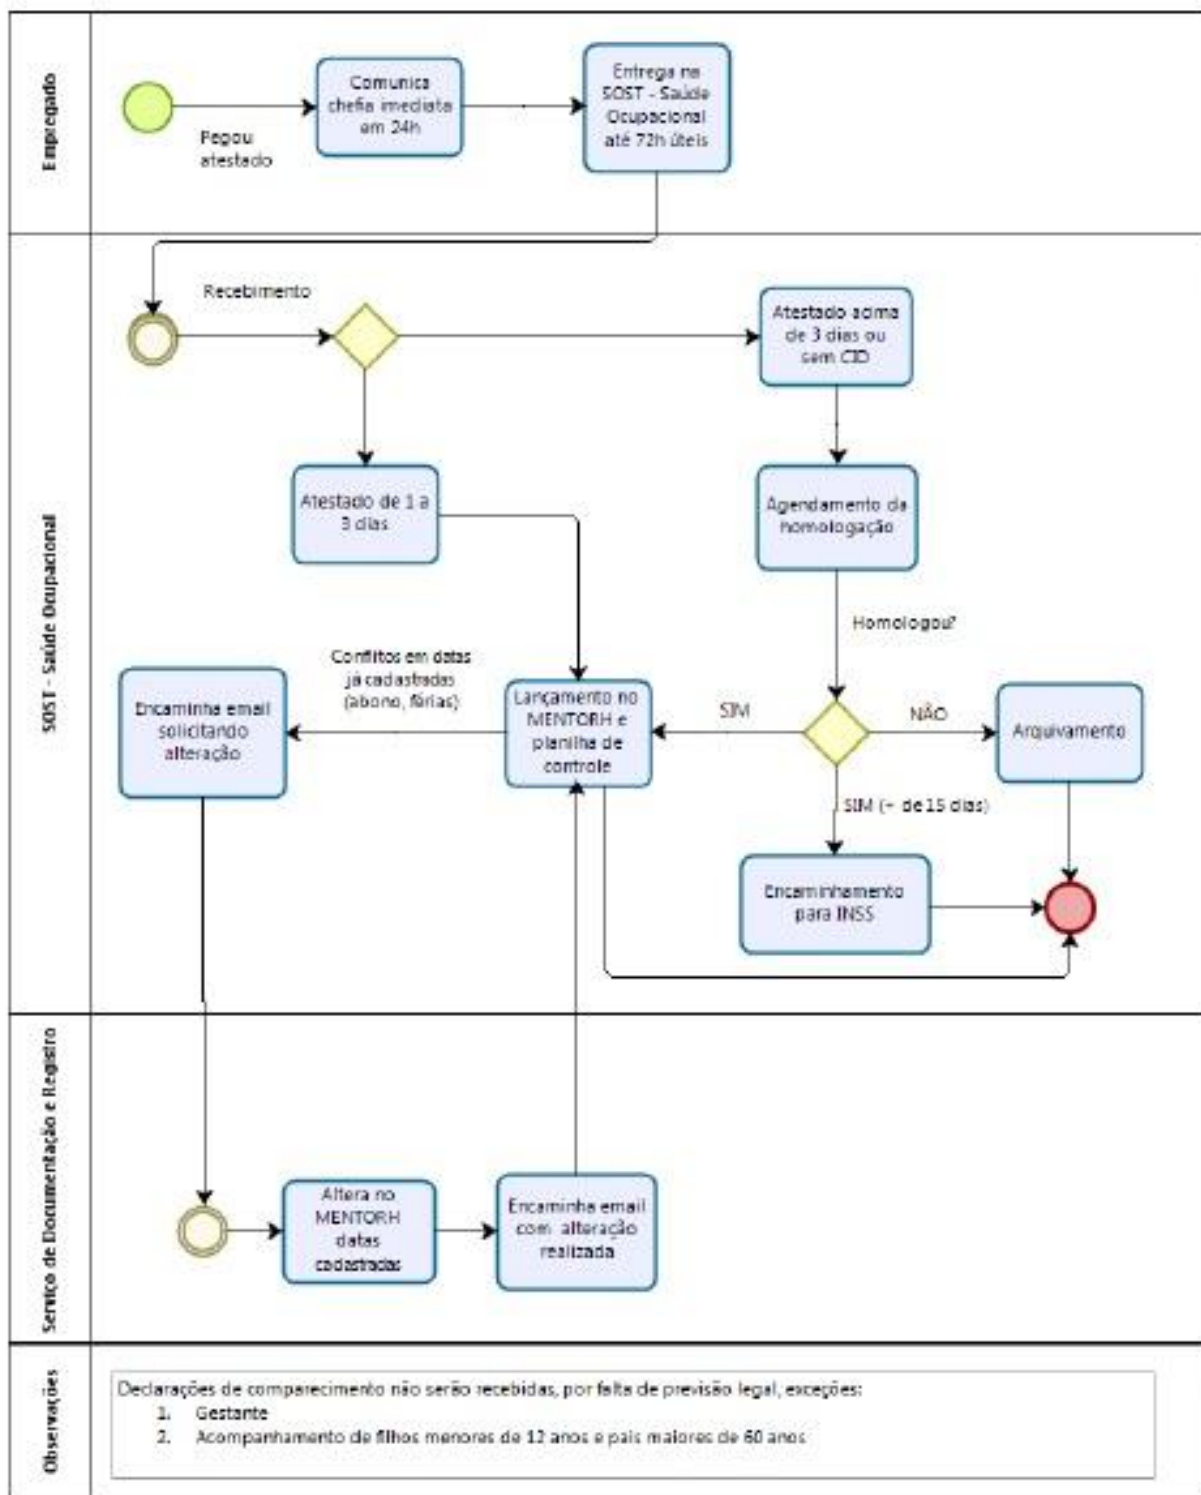 Empregado
Pegou
atestado
Comunica
chefia imediata
em 24h
Entrega na
SOST - Saúde
Ocupacional
até 72h úteis
SOST - Saúde Ocupacional
Recebimento
Atestado acima
de 3 dias ou
sem CID
Atestado de 1 a
3 dias
Agendamento da
homologação
Homologou?
Conflitos em datas
já cadastradas
(abono, férias)
Encaminha email
solicitando
alteração
Lançamento no
MENTORH e
planilha de
controle
SIM
NÃO
Arquivamento
SIM (+ de 15 dias)
Encaminhamento
para INSS
Serviço de Documentação e Registro
Altera no
MENTORH
datas
cadastradas
Encaminha email
com alteração
realizada
Observações
Declarações de comparecimento não serão recebidas, por falta de previsão legal, exceções:
1. Gestante
2. Acompanhamento de filhos menores de 12 anos e pais maiores de 60 anos